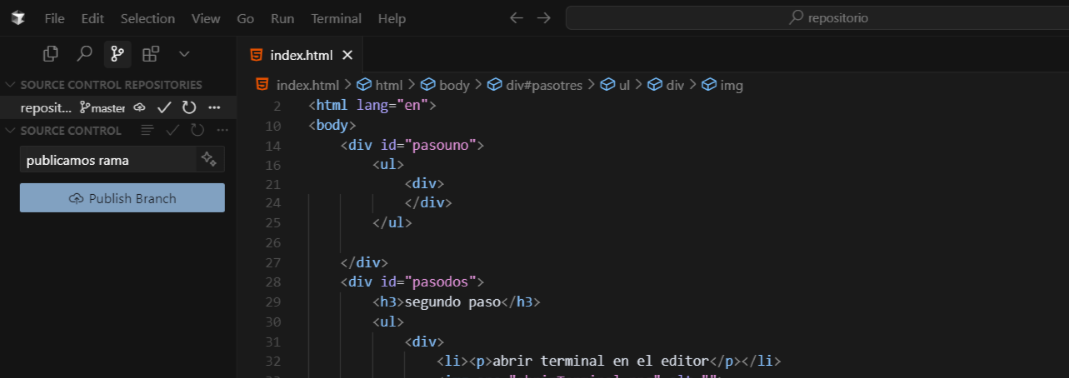 File Edit Selection View Go Run Terminal Help
repositorio
index.html
SOURCE CONTROL REPOSITORIES
reposit... master
SOURCE CONTROL
publicamos rama
Publish Branch
index.html > html > body > div#pasotres > ul > div > img
2 <html lang="en">
10 <body>
14 <div id="pasouno">
16 <ul>
21 <div>
24 </div>
25 </ul>
26
27 </div>
28 <div id="pasodos">
29 <h3>segundo paso</h3>
30 <ul>
31 <div>
32 <li><p>abrir terminal en el editor</p></li>